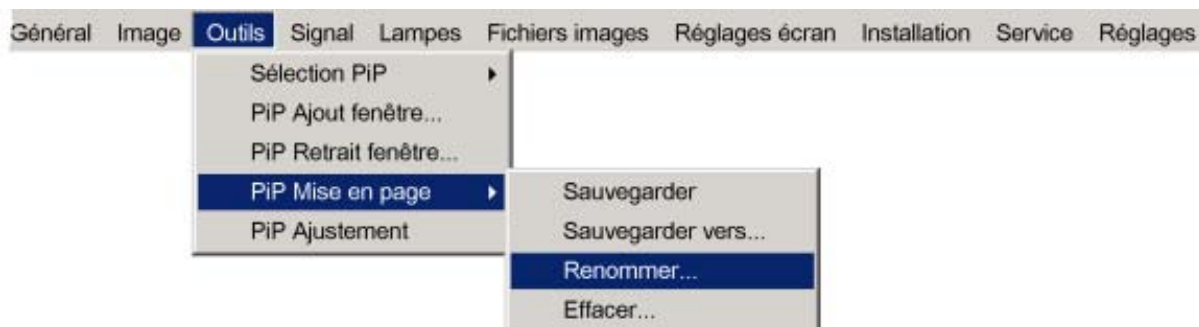 Général Image Outils Signal Lampes Fichiers images Réglages écran Installation Service Réglages
Sélection PiP
PiP Ajout fenêtre...
PiP Retrait fenêtre...
PiP Mise en page
PiP Ajustement
Sauvegarder
Sauvegarder vers...
Renommer...
Effacer...